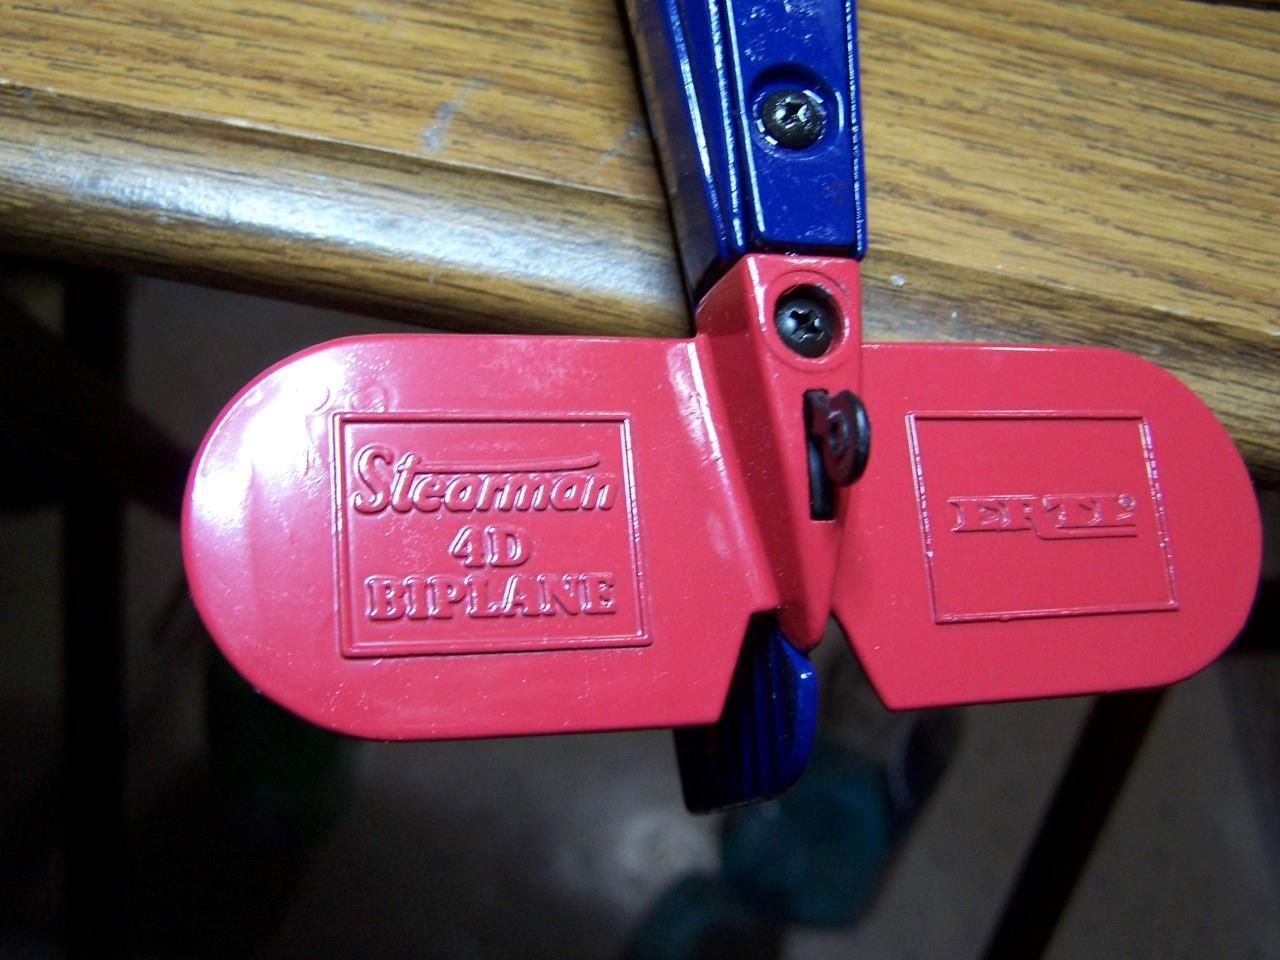 Stearman
4D
BIPLANE
ERTL®